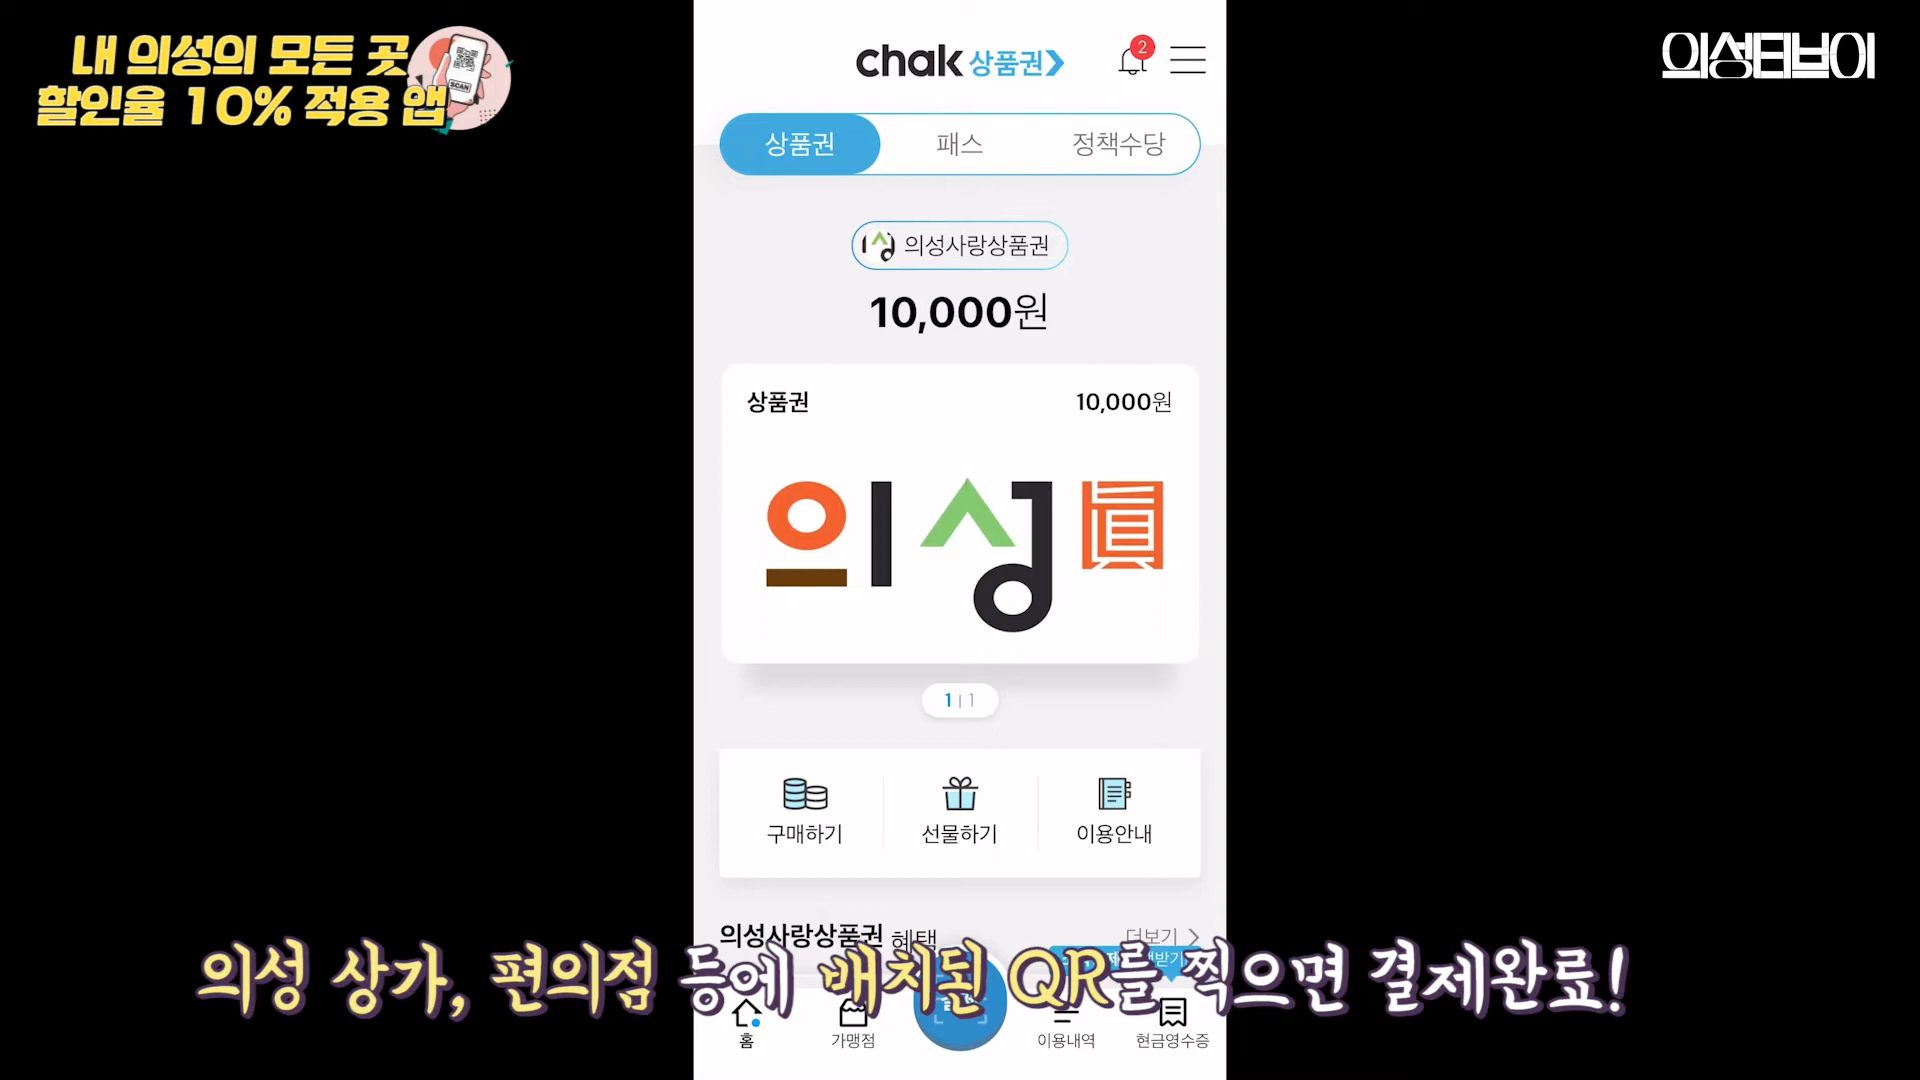 내 의성의 모든 곳
할인율 10% 적용 앱
SCAN
의성티브이
chak 상품권
2
상품권
패스
정책수당
의성사랑상품권
10,000원
상품권
10,000원
의성眞
1 | 1
구매하기
선물하기
이용안내
의성사랑상품권 혜택
더보기
의성 상가, 편의점 등에 배치된 QR를 찍으면 결제완료!
홈
가맹점
이용내역
현금영수증